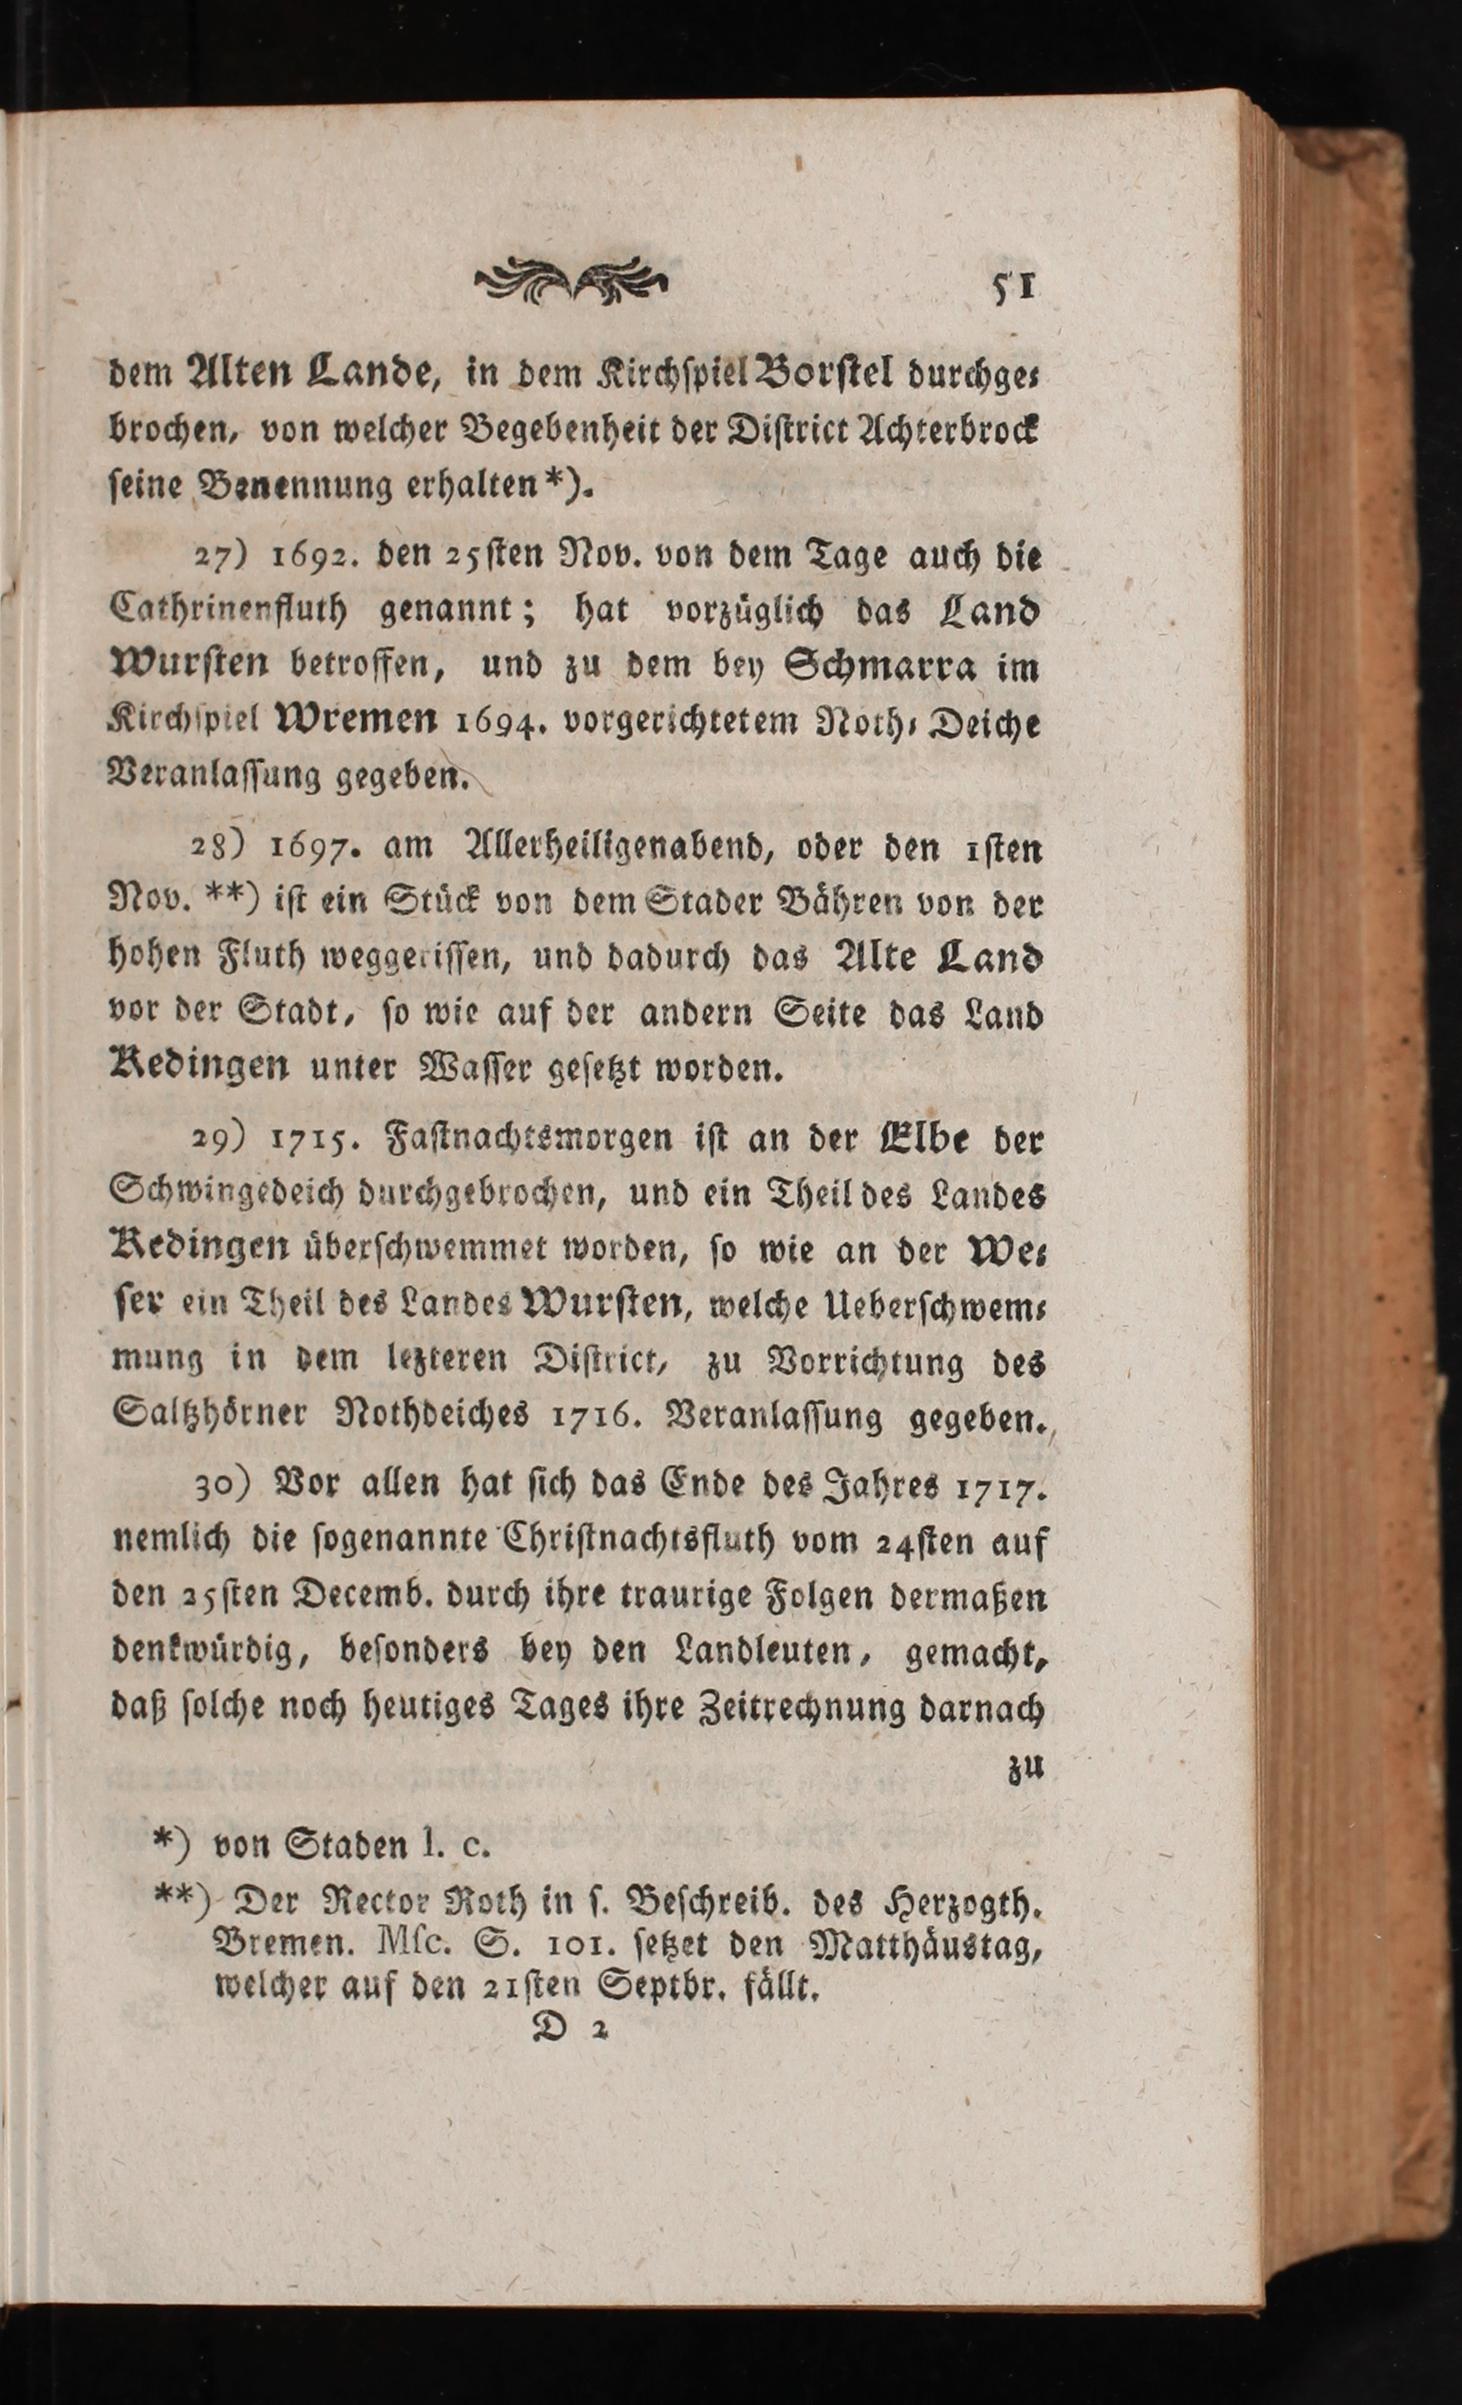 51
dem Alten Lande, in dem Kirchſpiel Borſtel durchge⸗
brochen, von welcher Begebenheit der Diſtrict Achterbrock
ſeine Benennung erhalten*).
27) 1692. den 25ſten Nov. von dem Tage auch die
Cathrinenfluth genannt; hat vorzüglich das Land
Wurſten betroffen, und zu dem bey Schmarra im
Kirchſpiel Wremen 1694. vorgerichtetem Noth⸗Deiche
Veranlaſſung gegeben.
28) 1697. am Allerheiligenabend, oder den 1ſten
Nov. **) iſt ein Stück von dem Stader Bähren von der
hohen Fluth weggeriſſen, und dadurch das Alte Land
vor der Stadt, ſo wie auf der andern Seite das Land
Kedingen unter Waſſer geſetzt worden.
29) 1715. Faſtnachtsmorgen iſt an der Elbe der
Schwingedeich durchgebrochen, und ein Theil des Landes
Kedingen überſchwemmet worden, ſo wie an der We⸗
ſer ein Theil des Landes Wurſten, welche Ueberſchwem⸗
mung in dem lezteren Diſtrict, zu Vorrichtung des
Saltzhörner Nothdeiches 1716. Veranlaſſung gegeben.
30) Vor allen hat ſich das Ende des Jahres 1717.
nemlich die ſogenannte Chriſtnachtsfluth vom 24ſten auf
den 25ſten Decemb. durch ihre traurige Folgen dermaßen
denkwürdig, beſonders bey den Landleuten, gemacht,
daß ſolche noch heutiges Tages ihre Zeitrechnung darnach
zu
*) von Staden l. c.
**) Der Rector Roth in ſ. Beſchreib. des Herzogth.
Bremen. Mſc. S. 101. ſetzet den Matthäustag,
welcher auf den 21ſten Septbr. fällt.
D 2